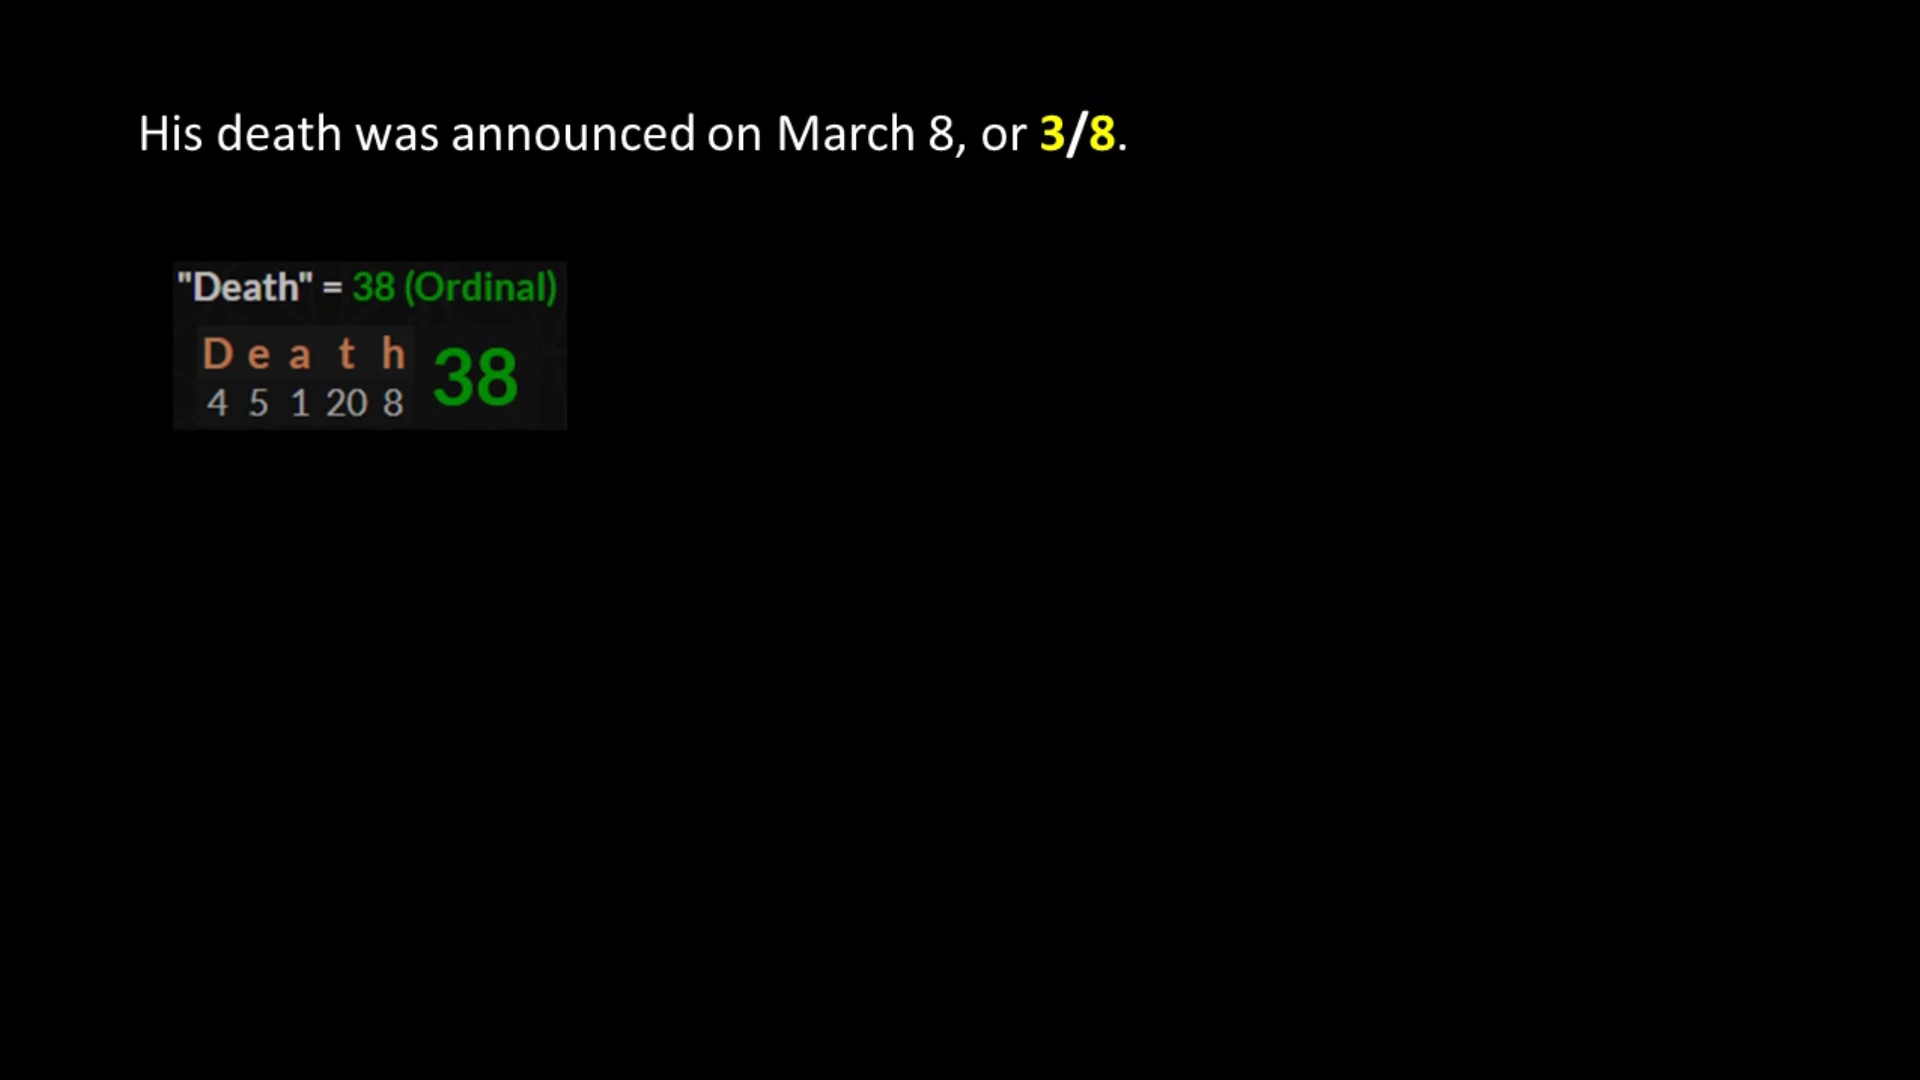 His death was announced on March 8, or 3/8.
"Death" = 38 (Ordinal)
D e a t h 38
4 5 1 20 8